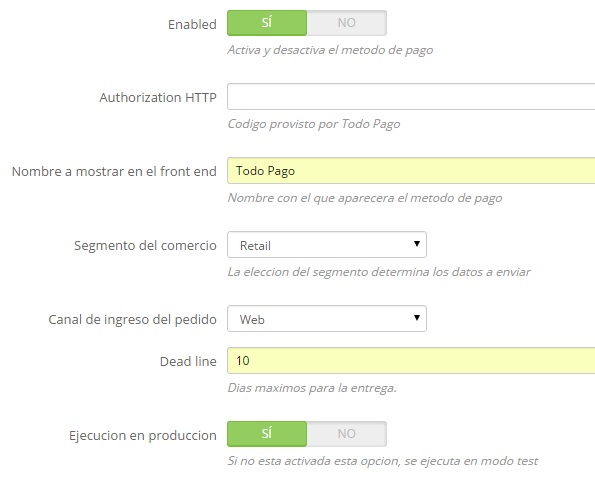 Enabled SÍ NO
Activa y desactiva el metodo de pago
Authorization HTTP
Codigo provisto por Todo Pago
Nombre a mostrar en el front end Todo Pago
Nombre con el que aparecera el metodo de pago
Segmento del comercio Retail
La eleccion del segmento determina los datos a enviar
Canal de ingreso del pedido Web
Dead line 10
Dias maximos para la entrega.
Ejecucion en produccion SÍ NO
Si no esta activada esta opcion, se ejecuta en modo test